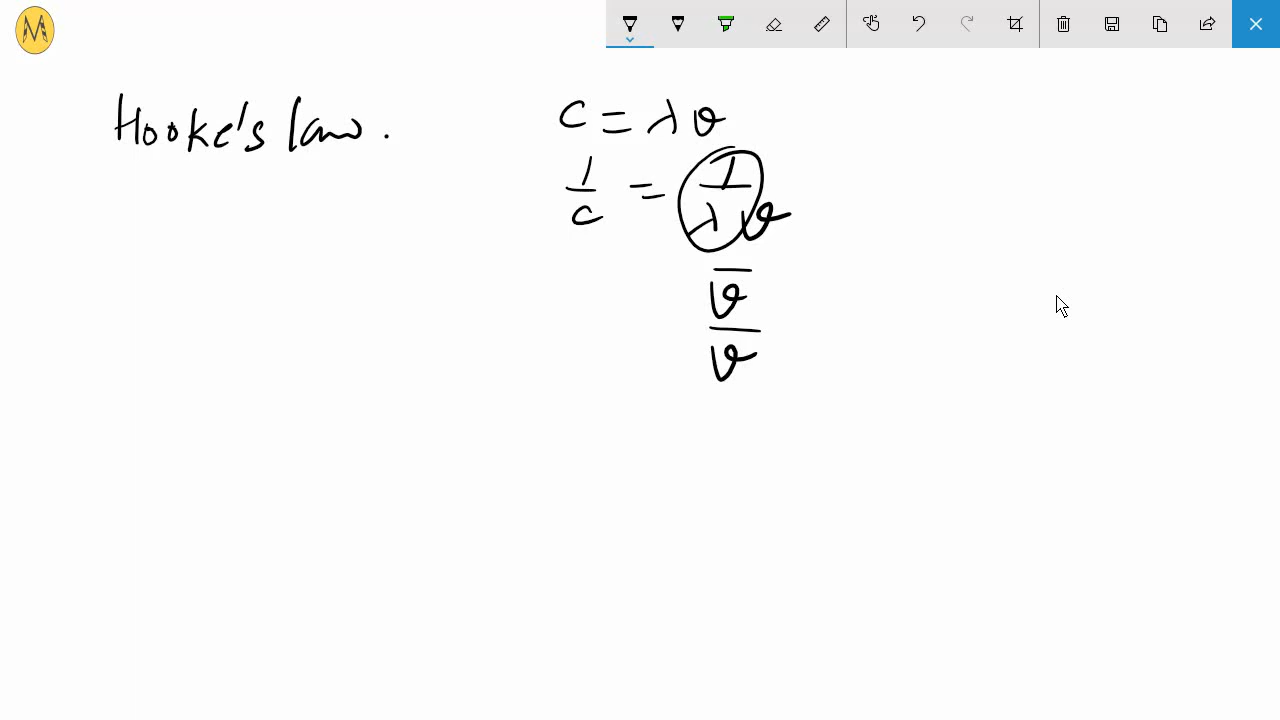 M
Hooke's law.
c = λ ν
1/c = 1/λν
ν̄/ν